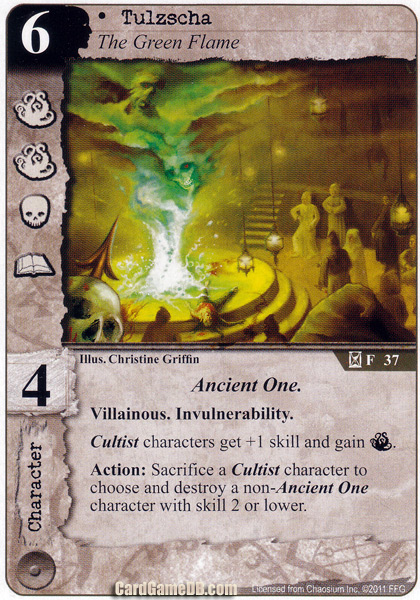 6
• Tulzscha
The Green Flame
Illus. Christine Griffin
F 37
4
Ancient One.
Villainous. Invulnerability.
Cultist characters get +1 skill and gain .
Action: Sacrifice a Cultist character to
choose and destroy a non-Ancient One
character with skill 2 or lower.
Character
CardGameDB.com
Licensed from Chaosium Inc. ©2011 FFG